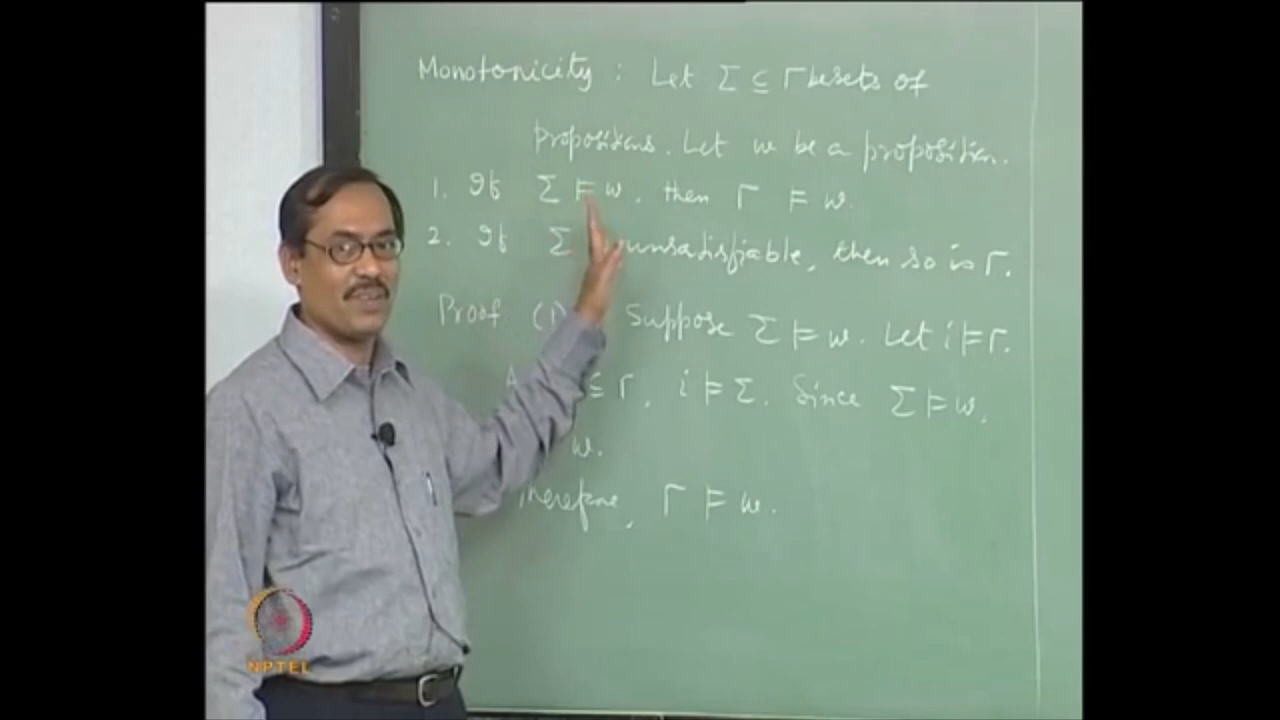 Monotonicity : Let Σ ⊆ Γ be sets of
propositions. Let w be a proposition.
1. If Σ ⊨ w, then Γ ⊨ w.
2. If Σ unsatisfiable, then so is Γ.
Proof (1) Suppose Σ ⊨ w. Let i ⊨ Γ.
⊆ Γ, i ⊨ Σ. Since Σ ⊨ w,
w.
Therefore, Γ ⊨ w.
NPTEL